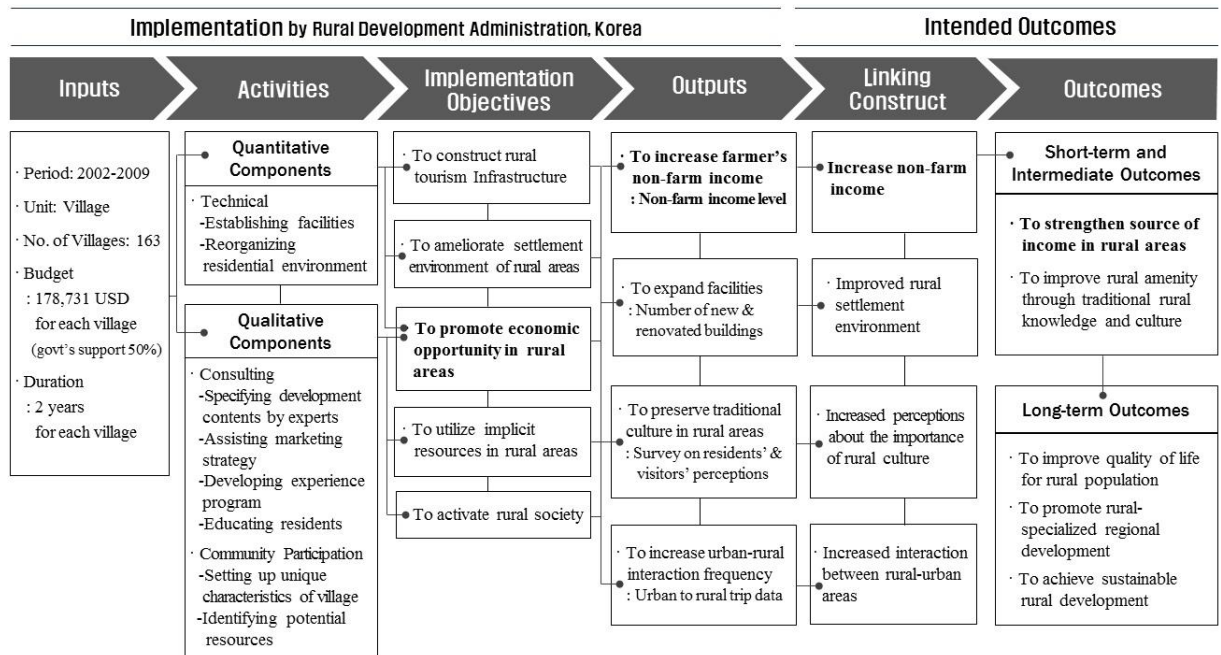 Implementation by Rural Development Administration, Korea
Intended Outcomes
Inputs
Activities
Implementation
Objectives
Outputs
Linking
Construct
Outcomes
· Period: 2002-2009
· Unit: Village
· No. of Villages: 163
· Budget
: 178,731 USD
for each village
(govt's support 50%)
· Duration
: 2 years
for each village
Quantitative
Components
· Technical
-Establishing facilities
-Reorganizing
residential environment
Qualitative
Components
· Consulting
-Specifying development
contents by experts
-Assisting marketing
strategy
-Developing experience
program
-Educating residents
· Community Participation
-Setting up unique
characteristics of village
-Identifying potential
resources
· To construct rural
tourism Infrastructure
· To ameliorate settlement
environment of rural areas
· To promote economic
opportunity in rural
areas
· To utilize implicit
resources in rural areas
· To activate rural society
· To increase farmer's
non-farm income
: Non-farm income level
· To expand facilities
: Number of new &
renovated buildings
· To preserve traditional
culture in rural areas
: Survey on residents' &
visitors' perceptions
· To increase urban-rural
interaction frequency
: Urban to rural trip data
Increase non-farm
income
· Improved rural
settlement
environment
· Increased perceptions
about the importance
of rural culture
· Increased interaction
between rural-urban
areas
Short-term and
Intermediate Outcomes
· To strengthen source of
income in rural areas
· To improve rural amenity
through traditional rural
knowledge and culture
Long-term Outcomes
· To improve quality of life
for rural population
· To promote rural-
specialized regional
development
· To achieve sustainable
rural development